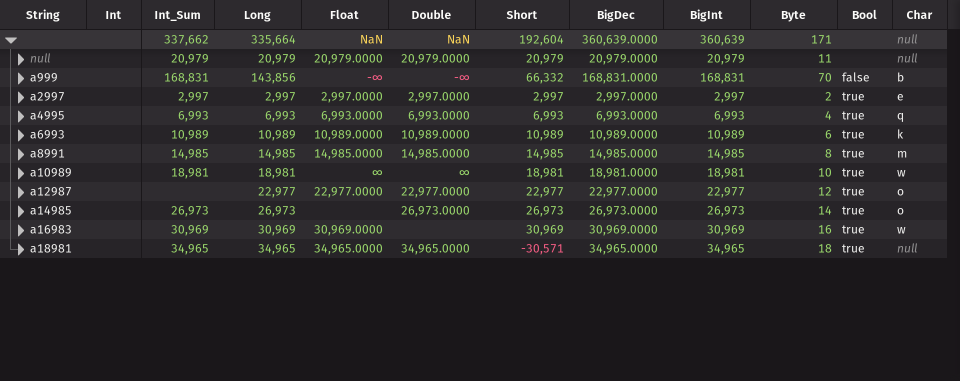 String Int Int_Sum Long Float Double Short BigDec BigInt Byte Bool Char
337,662 335,664 NaN NaN 192,604 360,639.0000 360,639 171 null
null 20,979 20,979 20,979.0000 20,979.0000 20,979 20,979.0000 20,979 11 null
a999 168,831 143,856 -∞ -∞ 66,332 168,831.0000 168,831 70 false b
a2997 2,997 2,997 2,997.0000 2,997.0000 2,997 2,997.0000 2,997 2 true e
a4995 6,993 6,993 6,993.0000 6,993.0000 6,993 6,993.0000 6,993 4 true q
a6993 10,989 10,989 10,989.0000 10,989.0000 10,989 10,989.0000 10,989 6 true k
a8991 14,985 14,985 14,985.0000 14,985.0000 14,985 14,985.0000 14,985 8 true m
a10989 18,981 18,981 ∞ ∞ 18,981 18,981.0000 18,981 10 true w
a12987 22,977 22,977.0000 22,977.0000 22,977 22,977.0000 22,977 12 true o
a14985 26,973 26,973 26,973.0000 26,973 26,973.0000 26,973 14 true o
a16983 30,969 30,969 30,969.0000 30,969 30,969.0000 30,969 16 true w
a18981 34,965 34,965 34,965.0000 34,965.0000 -30,571 34,965.0000 34,965 18 true null